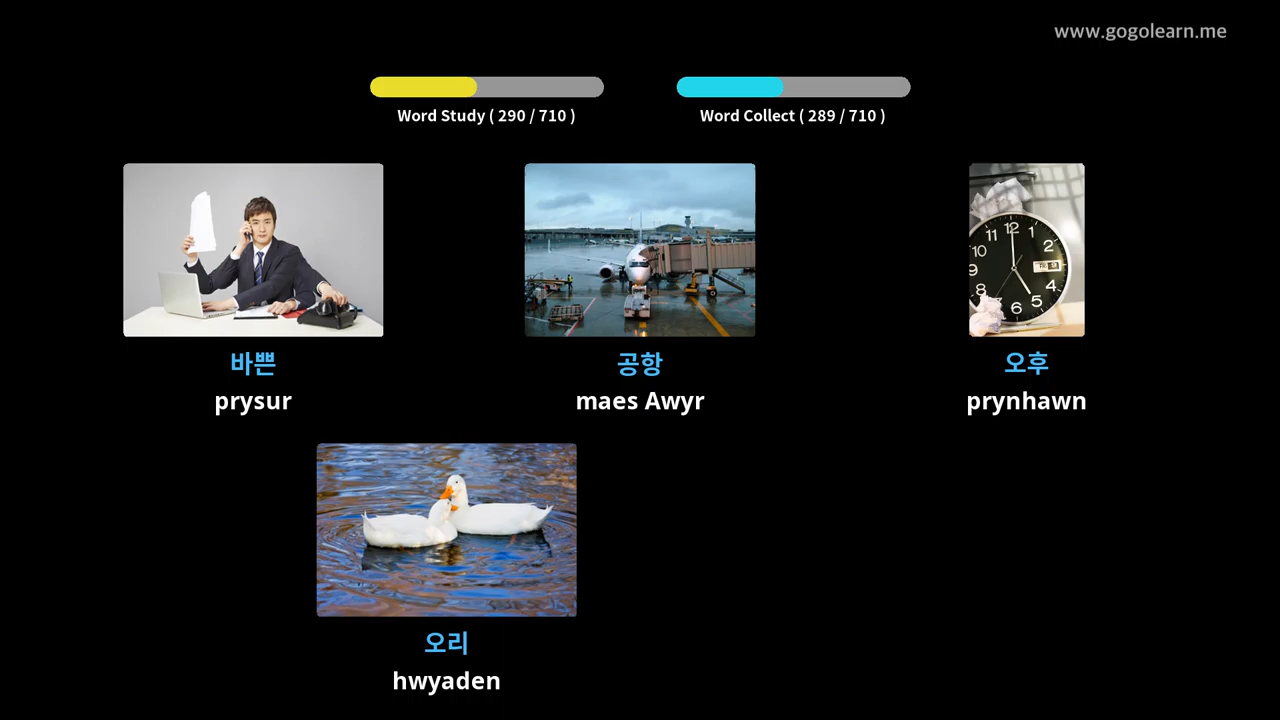 www.gogolearn.me
Word Study ( 290 / 710 )
Word Collect ( 289 / 710 )
바쁜
prysur
공항
maes Awyr
오후
prynhawn
오리
hwyaden